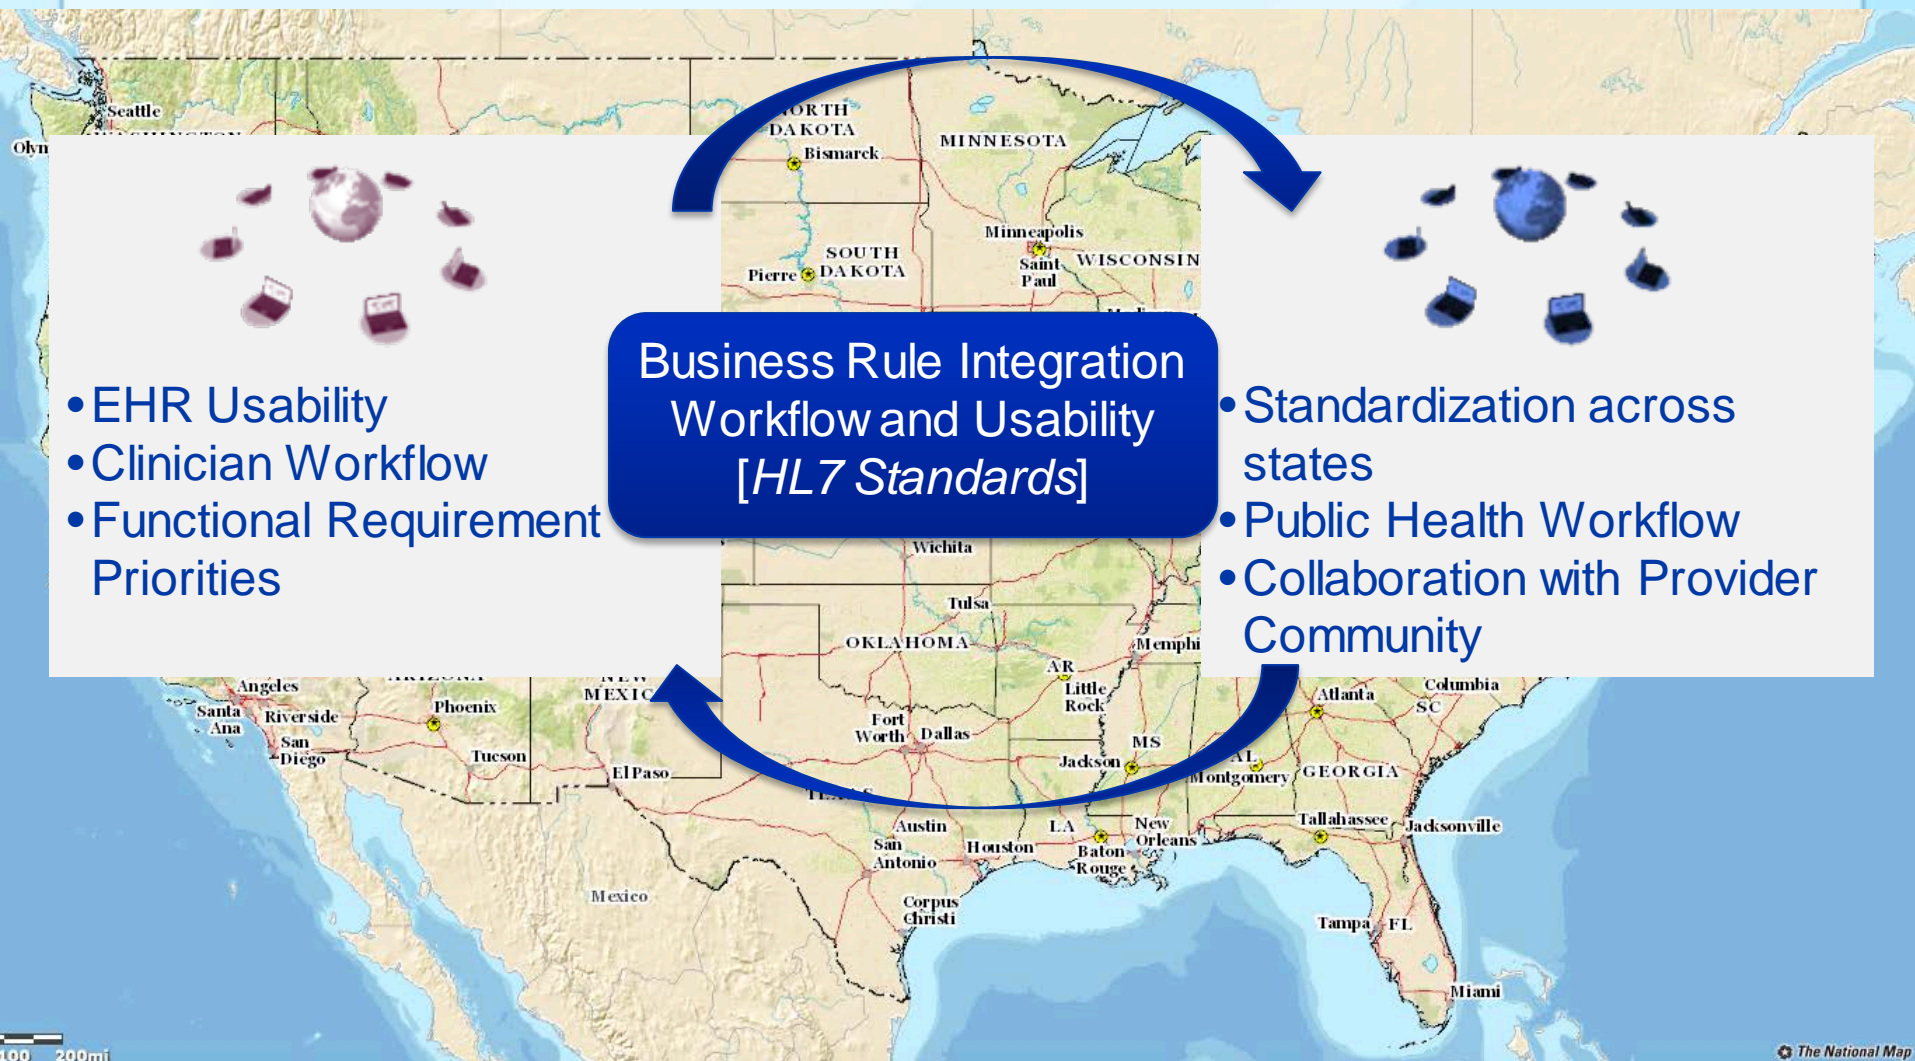 Seattle
NORTH
DAKOTA
Bismarck
MINNESOTA
Minneapolis
Saint
Paul
WISCONSIN
SOUTH
DAKOTA
Pierre
•EHR Usability
•Clinician Workflow
•Functional Requirement
Priorities
Business Rule Integration
Workflow and Usability
[HL7 Standards]
•Standardization across
states
•Public Health Workflow
•Collaboration with Provider
Community
Wichita
Tulsa
OKLAHOMA
Memphi
AR
Little
Rock
Angeles
Santa
Ana
Riverside
San
Diego
Phoenix
Tucson
El Paso
MEXIC
Fort
Worth
Dallas
Jackson
MS
AL
Montgomery
Atlanta
Columbia
SC
GEORGIA
Austin
San
Antonio
Houston
LA
Baton
Rouge
New
Orleans
Tallahassee
Jacksonville
Mexico
Corpus
Christi
Tampa
FL
Miami
100 200mi
The National Map